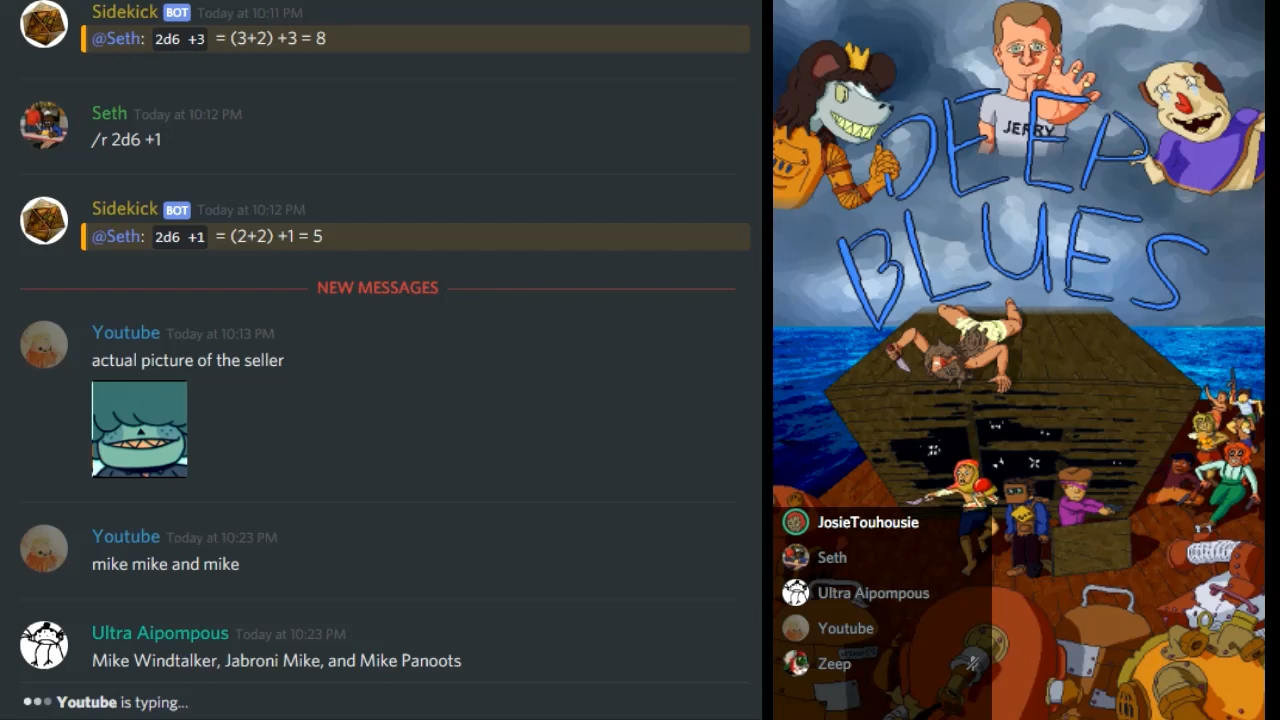 Sidekick BOT Today at 10:11 PM
@Seth: 2d6 +3 = (3+2) +3 = 8
Seth Today at 10:12 PM
/r 2d6 +1
Sidekick BOT Today at 10:12 PM
@Seth: 2d6 +1 = (2+2) +1 = 5
NEW MESSAGES
Youtube Today at 10:13 PM
actual picture of the seller
Youtube Today at 10:23 PM
mike mike and mike
Ultra Aipompous Today at 10:23 PM
Mike Windtalker, Jabroni Mike, and Mike Panoots
Youtube is typing...
JERRY
DEEP
BLUES
JosieTouhousie
Seth
Ultra Aipompous
Youtube
Zeep